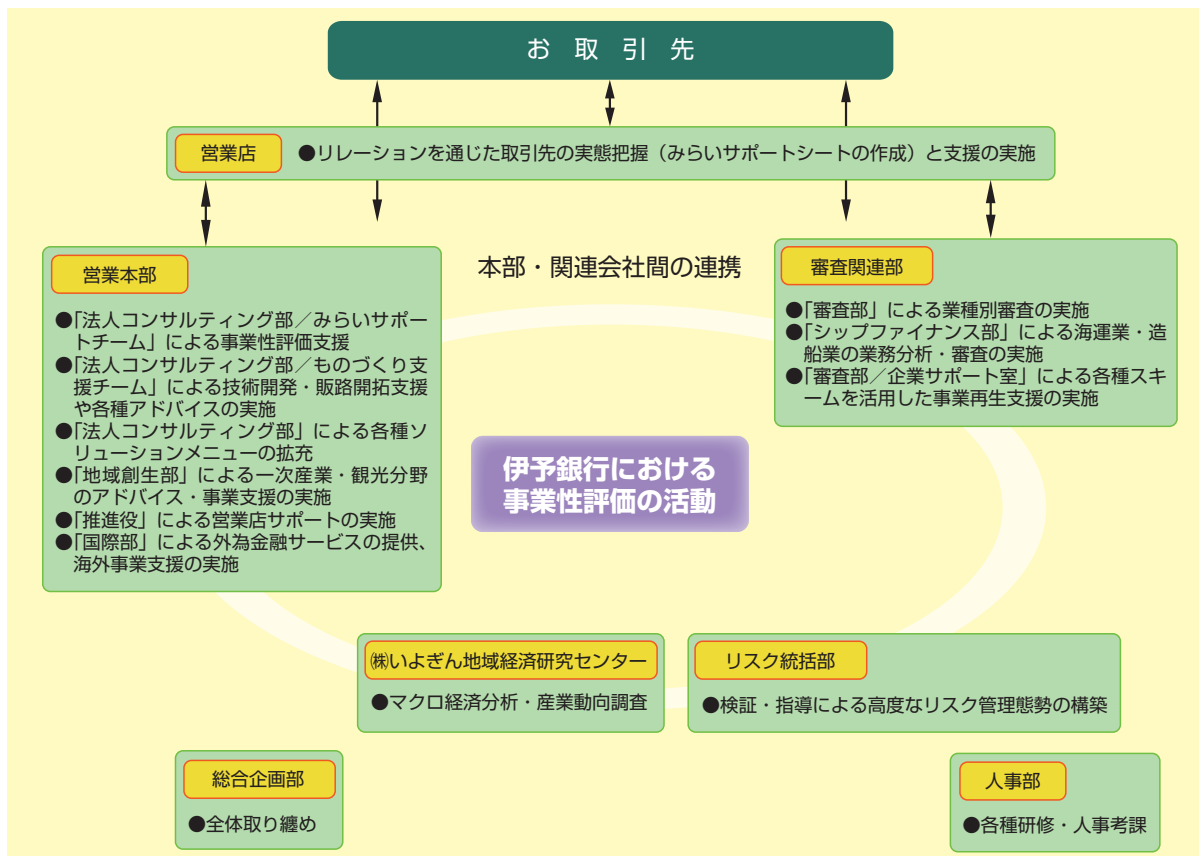 お取引先
営業店
●リレーションを通じた取引先の実態把握（みらいサポートシートの作成）と支援の実施
営業本部
●「法人コンサルティング部／みらいサポー
トチーム」による事業性評価支援
●「法人コンサルティング部／ものづくり支
援チーム」による技術開発・販路開拓支援
や各種アドバイスの実施
●「法人コンサルティング部」による各種ソ
リューションメニューの拡充
●「地域創生部」による一次産業・観光分野
のアドバイス・事業支援の実施
●「推進役」による営業店サポートの実施
●「国際部」による外為金融サービスの提供、
海外事業支援の実施
本部・関連会社間の連携
審査関連部
●「審査部」による業種別審査の実施
●「シップファイナンス部」による海運業・造
船業の業務分析・審査の実施
●「審査部／企業サポート室」による各種スキ
ームを活用した事業再生支援の実施
伊予銀行における
事業性評価の活動
㈱いよぎん地域経済研究センター
●マクロ経済分析・産業動向調査
リスク統括部
●検証・指導による高度なリスク管理態勢の構築
総合企画部
●全体取り纏め
人事部
●各種研修・人事考課